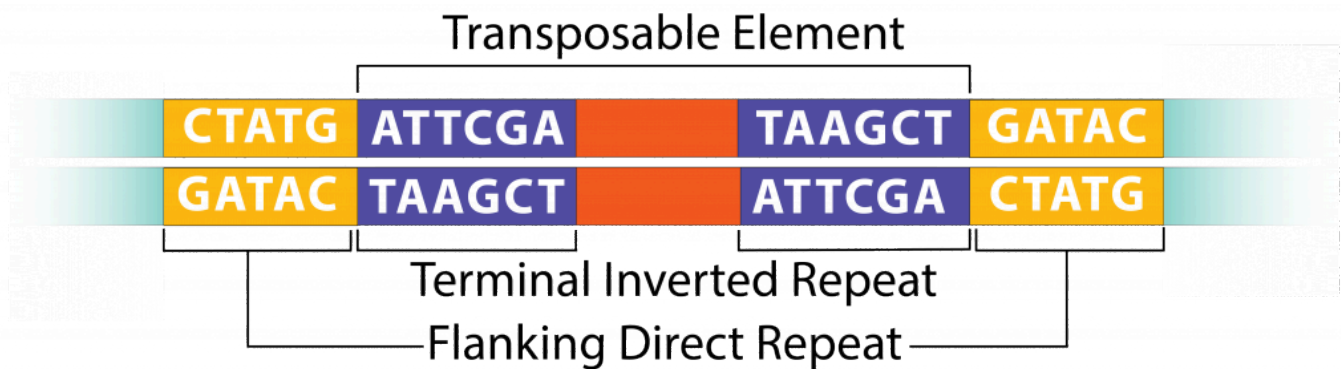 Transposable Element
CTATG ATTCGA TAAGCT GATAC
GATAC TAAGCT ATTCGA CTATG
Terminal Inverted Repeat
Flanking Direct Repeat